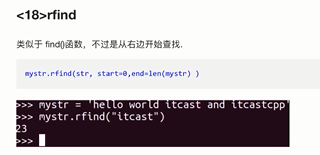 <18>rfind
类似于 find()函数，不过是从右边开始查找.
mystr.rfind(str, start=0,end=len(mystr) )
>>> mystr = 'hello world itcast and itcastcpp'
>>> mystr.rfind("itcast")
23
>>>